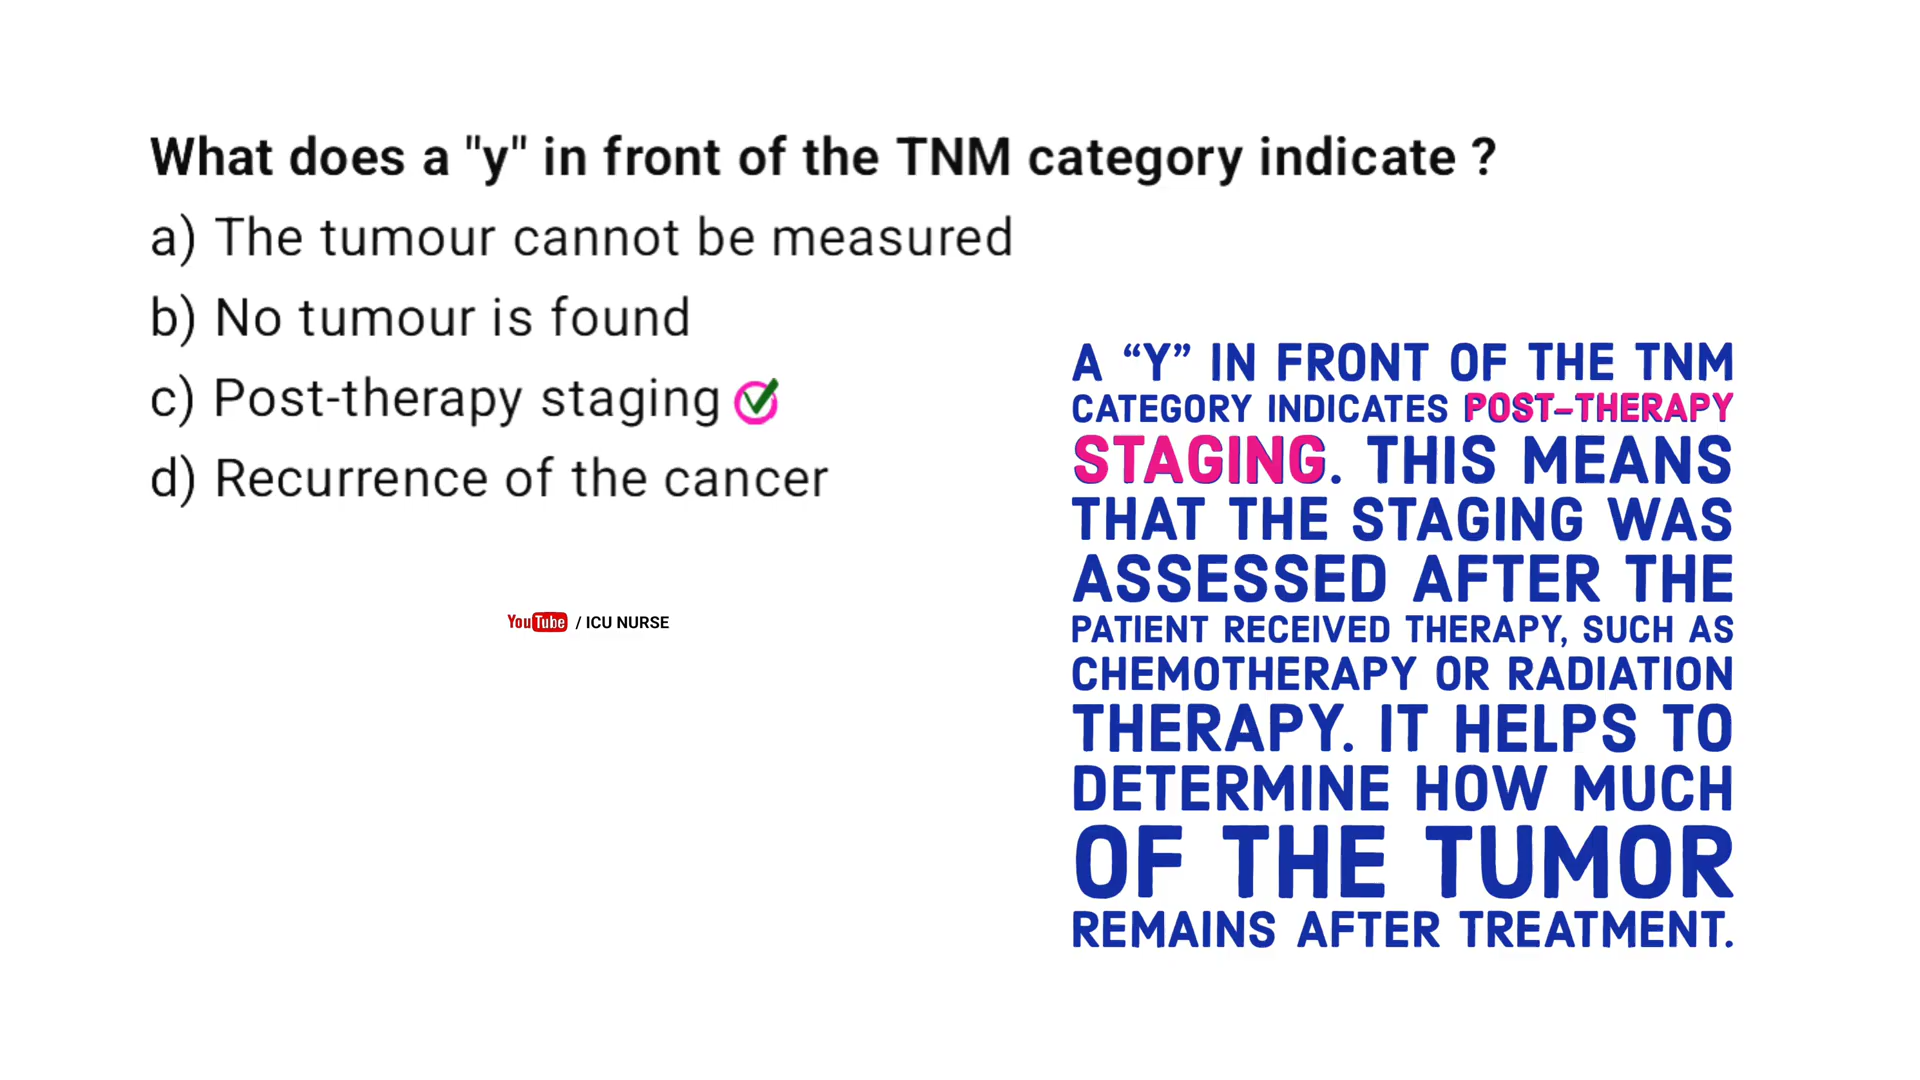 What does a "y" in front of the TNM category indicate ?
a) The tumour cannot be measured
b) No tumour is found
c) Post-therapy staging
d) Recurrence of the cancer
YouTube / ICU NURSE
A “Y” IN FRONT OF THE TNM
CATEGORY INDICATES POST-THERAPY
STAGING. THIS MEANS
THAT THE STAGING WAS
ASSESSED AFTER THE
PATIENT RECEIVED THERAPY, SUCH AS
CHEMOTHERAPY OR RADIATION
THERAPY. IT HELPS TO
DETERMINE HOW MUCH
OF THE TUMOR
REMAINS AFTER TREATMENT.